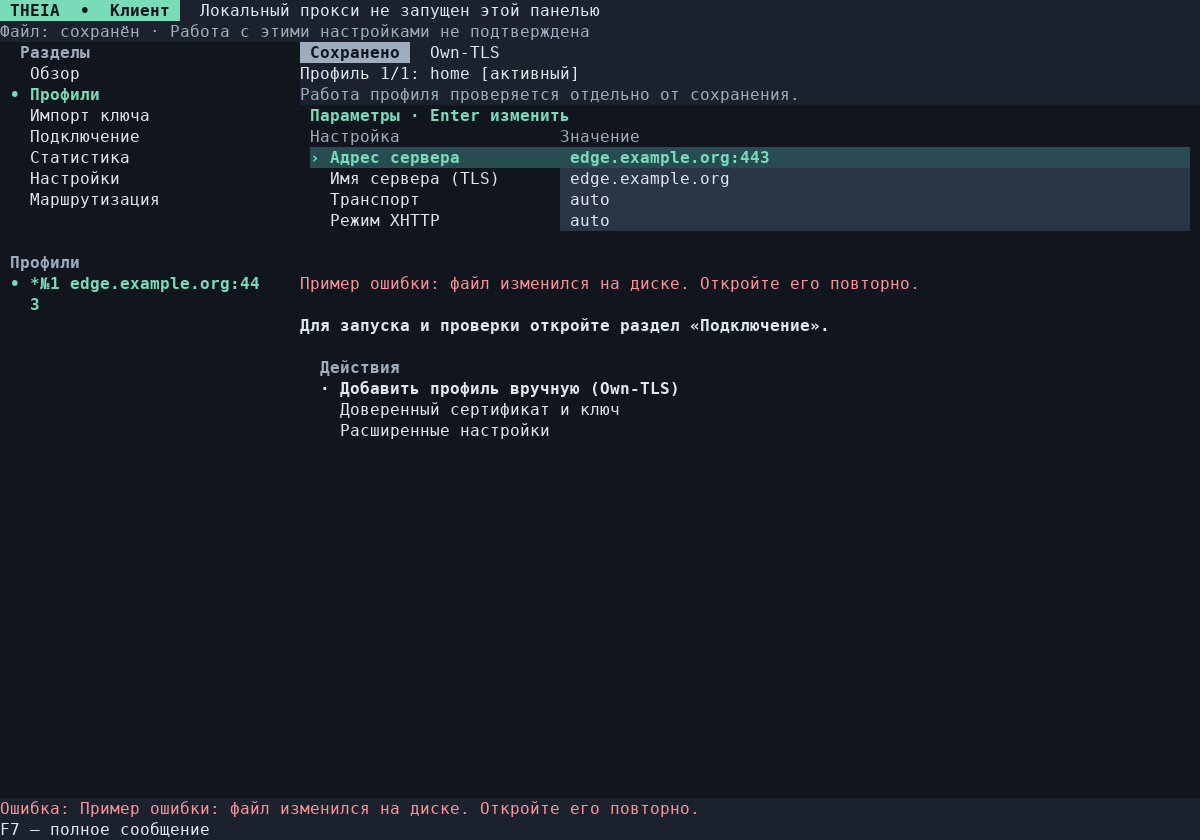 THEIA • Клиент Локальный прокси не запущен этой панелью
Файл: сохранён · Работа с этими настройками не подтверждена
Разделы
Обзор
• Профили
Импорт ключа
Подключение
Статистика
Настройки
Маршрутизация
Профили
• *№1 edge.example.org:44
3
Сохранено Own-TLS
Профиль 1/1: home [активный]
Работа профиля проверяется отдельно от сохранения.
Параметры · Enter изменить
Настройка Значение
› Адрес сервера edge.example.org:443
Имя сервера (TLS) edge.example.org
Транспорт auto
Режим XHTTP auto
Пример ошибки: файл изменился на диске. Откройте его повторно.
Для запуска и проверки откройте раздел «Подключение».
Действия
· Добавить профиль вручную (Own-TLS)
Доверенный сертификат и ключ
Расширенные настройки
Ошибка: Пример ошибки: файл изменился на диске. Откройте его повторно.
F7 — полное сообщение